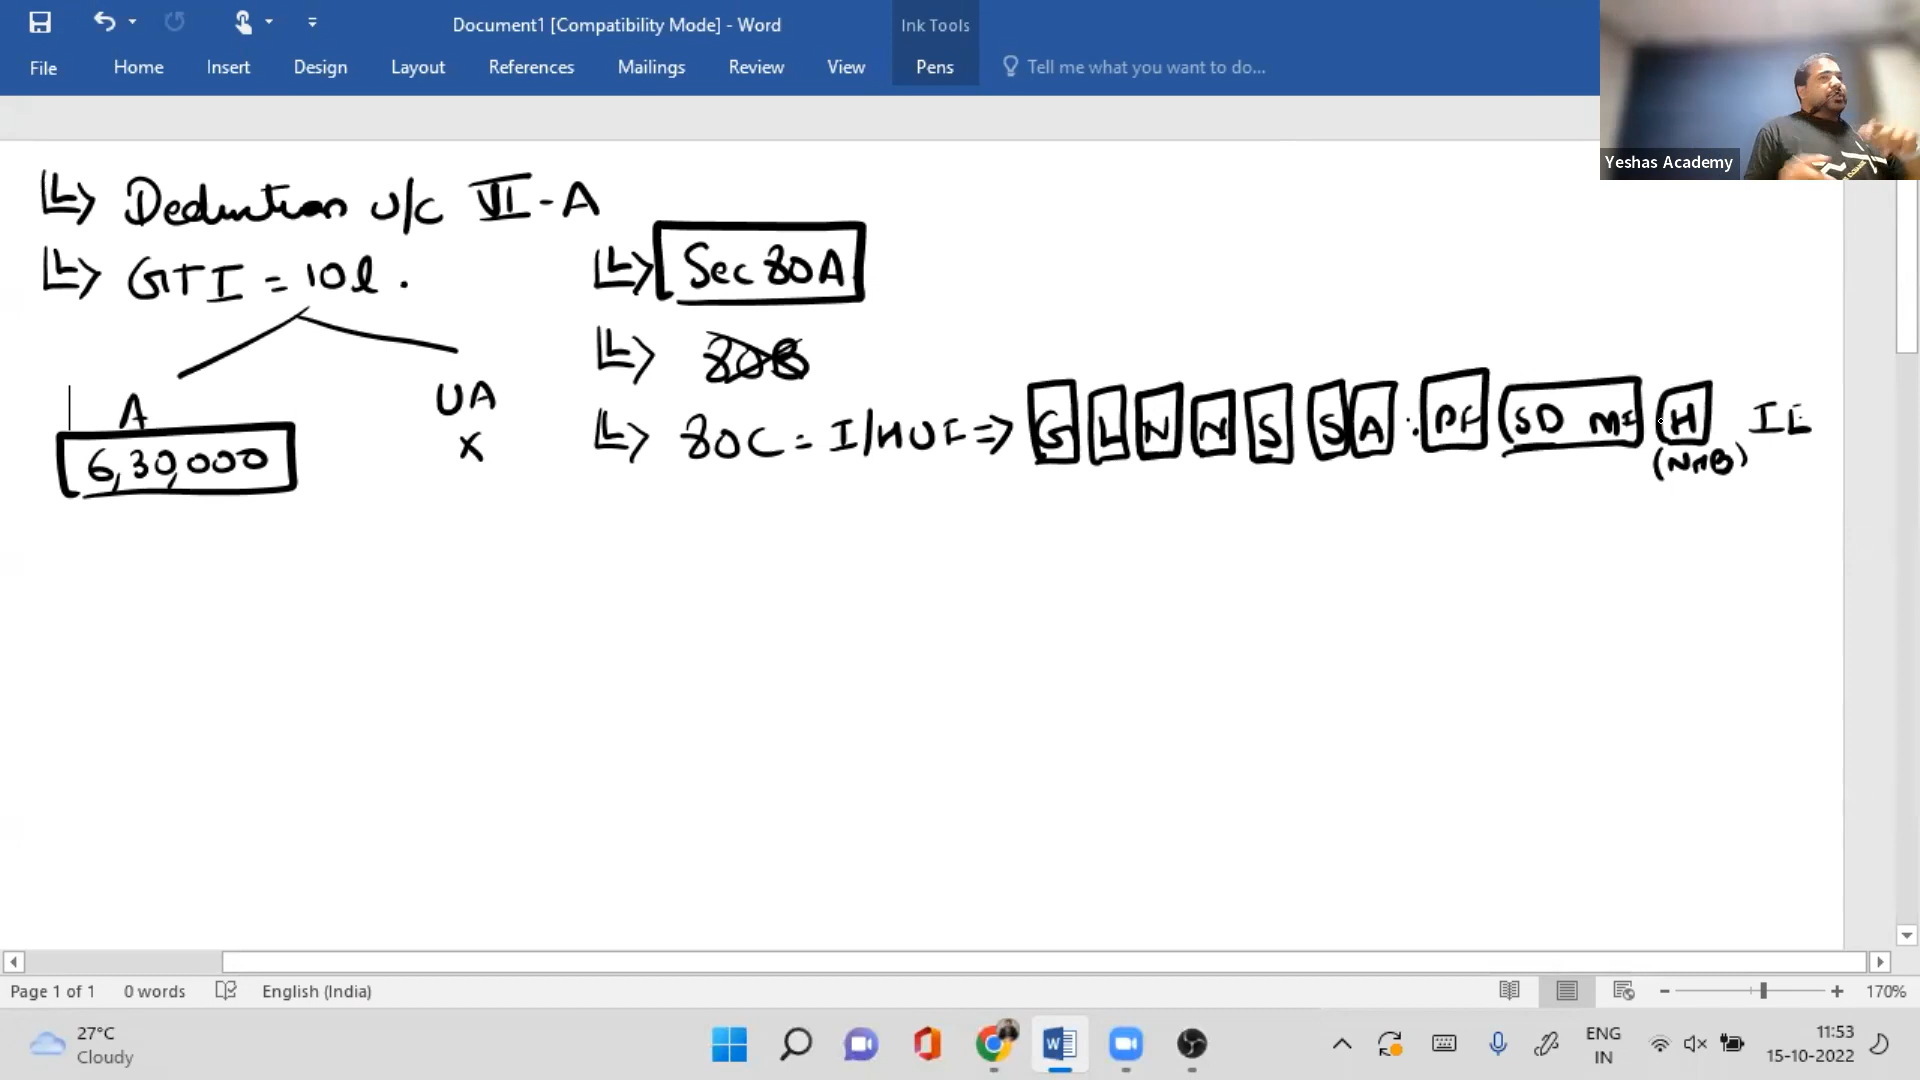 Document1 [Compatibility Mode] - Word
Ink Tools
File Home Insert Design Layout References Mailings Review View Pens Tell me what you want to do...
Yeshas Academy
Deduction u/c VI-A
GTI = 10l.
A UA
6,30,000 X
Sec 80A
80B
80C = I/HUF => G L N N S S A . PF (SD MI H IE
(NHB)
Page 1 of 1 0 words English (India) 170%
27°C
Cloudy
ENG
IN
11:53
15-10-2022